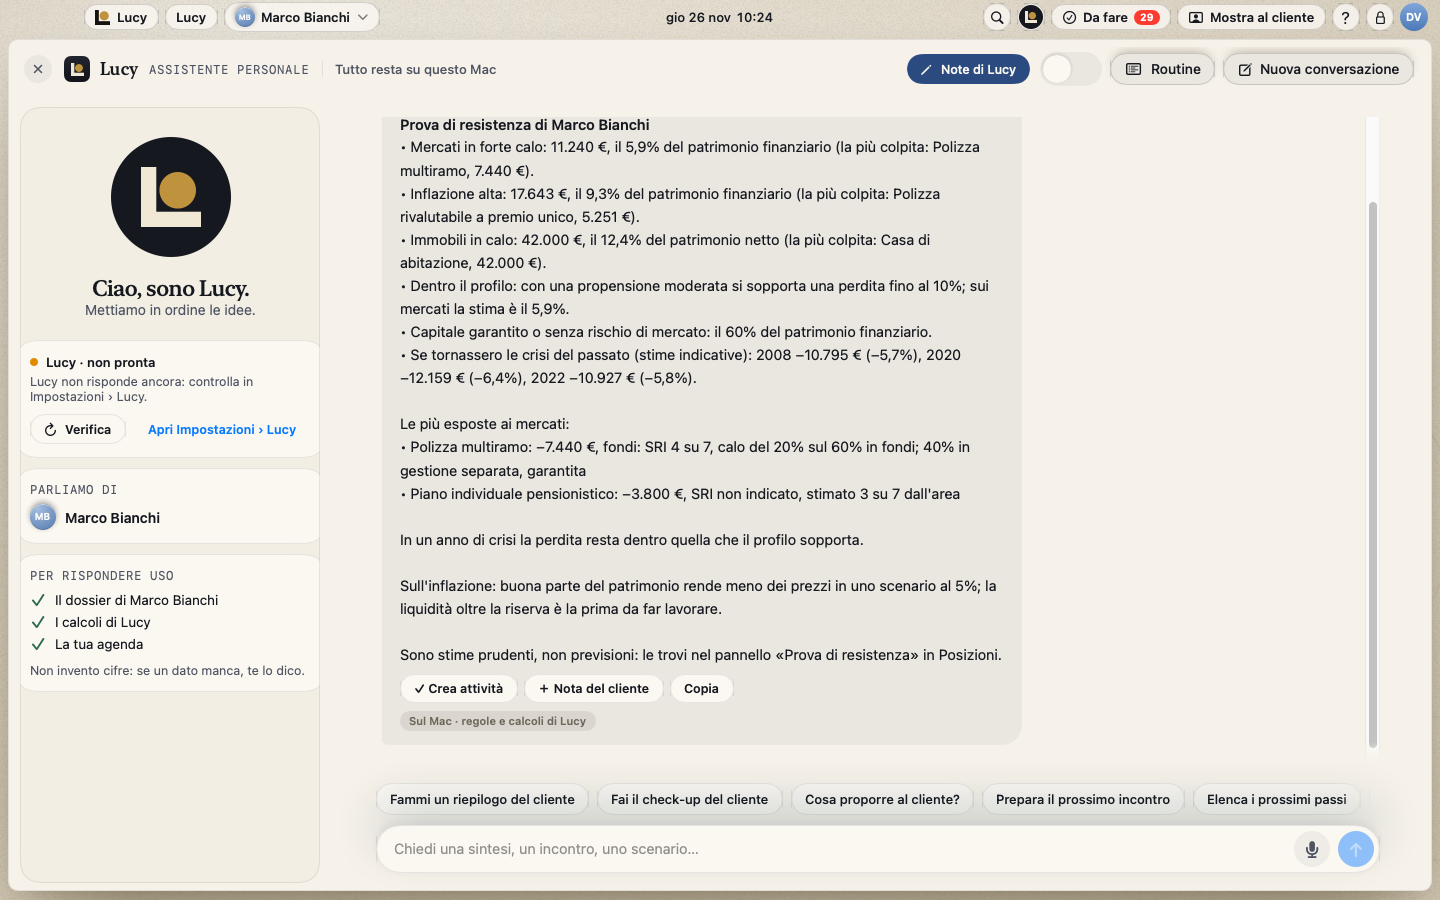 Lucy
Lucy
MB Marco Bianchi
gio 26 nov 10:24
Da fare 29
Mostra al cliente
?
DV
Lucy ASSISTENTE PERSONALE
Tutto resta su questo Mac
Note di Lucy
Routine
Nuova conversazione
Ciao, sono Lucy.
Mettiamo in ordine le idee.
Lucy · non pronta
Lucy non risponde ancora: controlla in
Impostazioni › Lucy.
Verifica
Apri Impostazioni › Lucy
PARLIAMO DI
MB Marco Bianchi
PER RISPONDERE USO
Il dossier di Marco Bianchi
I calcoli di Lucy
La tua agenda
Non invento cifre: se un dato manca, te lo dico.
Prova di resistenza di Marco Bianchi
• Mercati in forte calo: 11.240 €, il 5,9% del patrimonio finanziario (la più colpita: Polizza
multiramo, 7.440 €).
• Inflazione alta: 17.643 €, il 9,3% del patrimonio finanziario (la più colpita: Polizza
rivalutabile a premio unico, 5.251 €).
• Immobili in calo: 42.000 €, il 12,4% del patrimonio netto (la più colpita: Casa di
abitazione, 42.000 €).
• Dentro il profilo: con una propensione moderata si sopporta una perdita fino al 10%; sui
mercati la stima è il 5,9%.
• Capitale garantito o senza rischio di mercato: il 60% del patrimonio finanziario.
• Se tornassero le crisi del passato (stime indicative): 2008 −10.795 € (−5,7%), 2020
−12.159 € (−6,4%), 2022 −10.927 € (−5,8%).
Le più esposte ai mercati:
• Polizza multiramo: −7.440 €, fondi: SRI 4 su 7, calo del 20% sul 60% in fondi; 40% in
gestione separata, garantita
• Piano individuale pensionistico: −3.800 €, SRI non indicato, stimato 3 su 7 dall'area
In un anno di crisi la perdita resta dentro quella che il profilo sopporta.
Sull'inflazione: buona parte del patrimonio rende meno dei prezzi in uno scenario al 5%; la
liquidità oltre la riserva è la prima da far lavorare.
Sono stime prudenti, non previsioni: le trovi nel pannello «Prova di resistenza» in Posizioni.
Crea attività
Nota del cliente
Copia
Sul Mac · regole e calcoli di Lucy
Fammi un riepilogo del cliente
Fai il check-up del cliente
Cosa proporre al cliente?
Prepara il prossimo incontro
Elenca i prossimi passi
Chiedi una sintesi, un incontro, uno scenario…